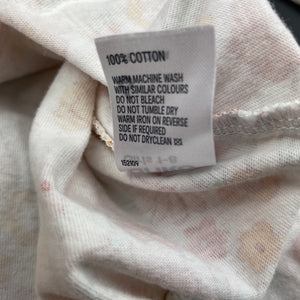 100% COTTON
WARM MACHINE WASH
WITH SIMILAR COLOURS
DO NOT BLEACH
DO NOT TUMBLE DRY
WARM IRON ON REVERSE
SIDE IF REQUIRED
DO NOT DRYCLEAN
152109